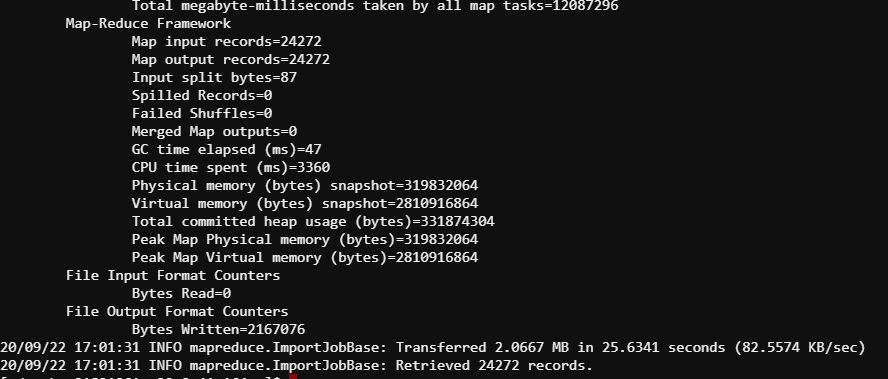 Total megabyte-milliseconds taken by all map tasks=12087296
Map-Reduce Framework
Map input records=24272
Map output records=24272
Input split bytes=87
Spilled Records=0
Failed Shuffles=0
Merged Map outputs=0
GC time elapsed (ms)=47
CPU time spent (ms)=3360
Physical memory (bytes) snapshot=319832064
Virtual memory (bytes) snapshot=2810916864
Total committed heap usage (bytes)=331874304
Peak Map Physical memory (bytes)=319832064
Peak Map Virtual memory (bytes)=2810916864
File Input Format Counters
Bytes Read=0
File Output Format Counters
Bytes Written=2167076
20/09/22 17:01:31 INFO mapreduce.ImportJobBase: Transferred 2.0667 MB in 25.6341 seconds (82.5574 KB/sec)
20/09/22 17:01:31 INFO mapreduce.ImportJobBase: Retrieved 24272 records.